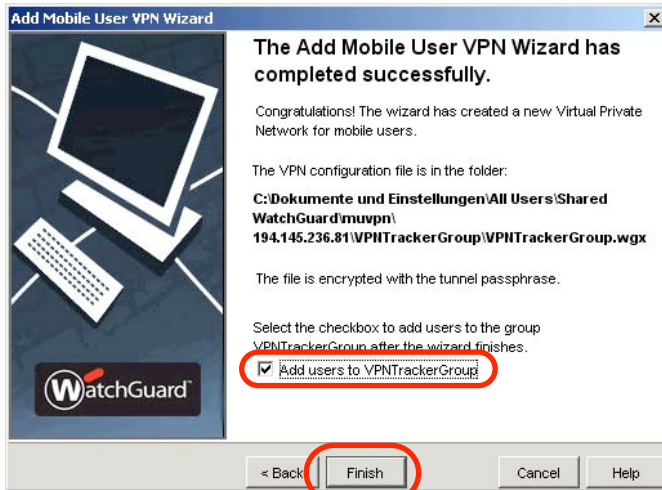 Add Mobile User VPN Wizard
The Add Mobile User VPN Wizard has
completed successfully.
Congratulations! The wizard has created a new Virtual Private
Network for mobile users.
The VPN configuration file is in the folder:
C:\Dokumente und Einstellungen\All Users\Shared
WatchGuard\muvpn\
194.145.236.81\VPNTrackerGroup\VPNTrackerGroup.wgx
The file is encrypted with the tunnel passphrase.
Select the checkbox to add users to the group
VPNTrackerGroup after the wizard finishes.
Add users to VPNTrackerGroup
WatchGuard
< Back Finish Cancel Help